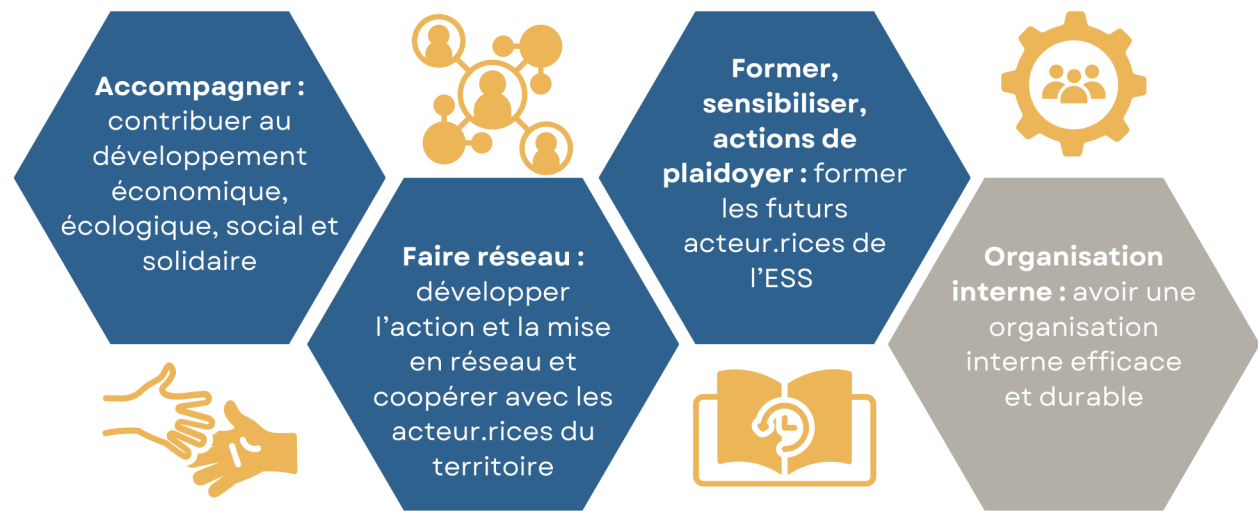 Accompagner :
contribuer au
développement
économique,
écologique, social et
solidaire
Faire réseau :
développer
l'action et la mise
en réseau et
coopérer avec les
acteur.rices du
territoire
Former,
sensibiliser,
actions de
plaidoyer : former
les futurs
acteur.rices de
l'ESS
Organisation
interne : avoir une
organisation
interne efficace
et durable